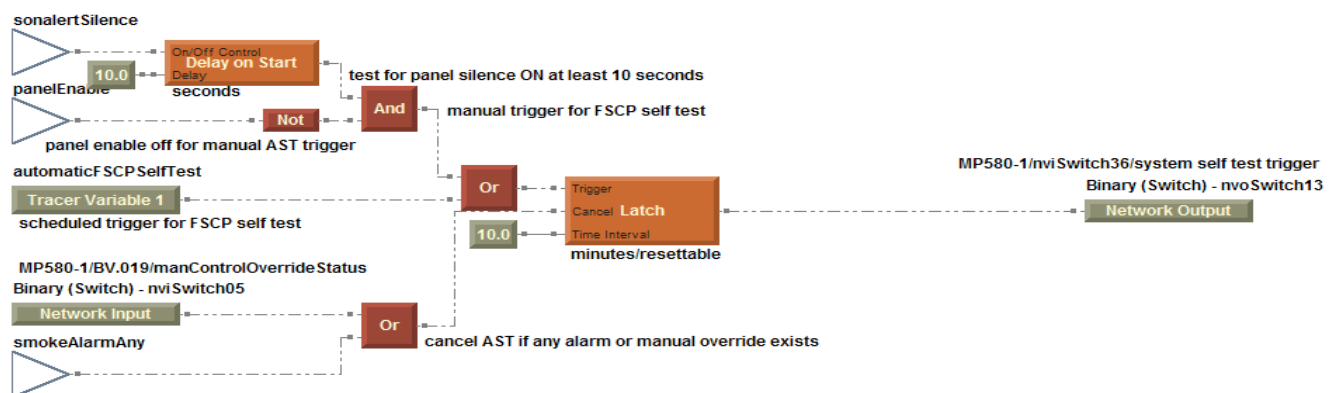 sonalertSilence
On/Off Control
Delay on Start
10.0
Delay
seconds
test for panel silence ON at least 10 seconds
panelEnable
And
manual trigger for FSCP self test
Not
panel enable off for manual AST trigger
automaticFSCPSelfTest
MP580-1/nviSwitch36/system self test trigger
Or
Trigger
Binary (Switch) - nvoSwitch13
Tracer Variable 1
Cancel
Latch
Network Output
scheduled trigger for FSCP self test
10.0
Time Interval
minutes/resettable
MP580-1/BV.019/manControlOverrideStatus
Binary (Switch) - nviSwitch05
Network Input
Or
smokeAlarmAny
cancel AST if any alarm or manual override exists